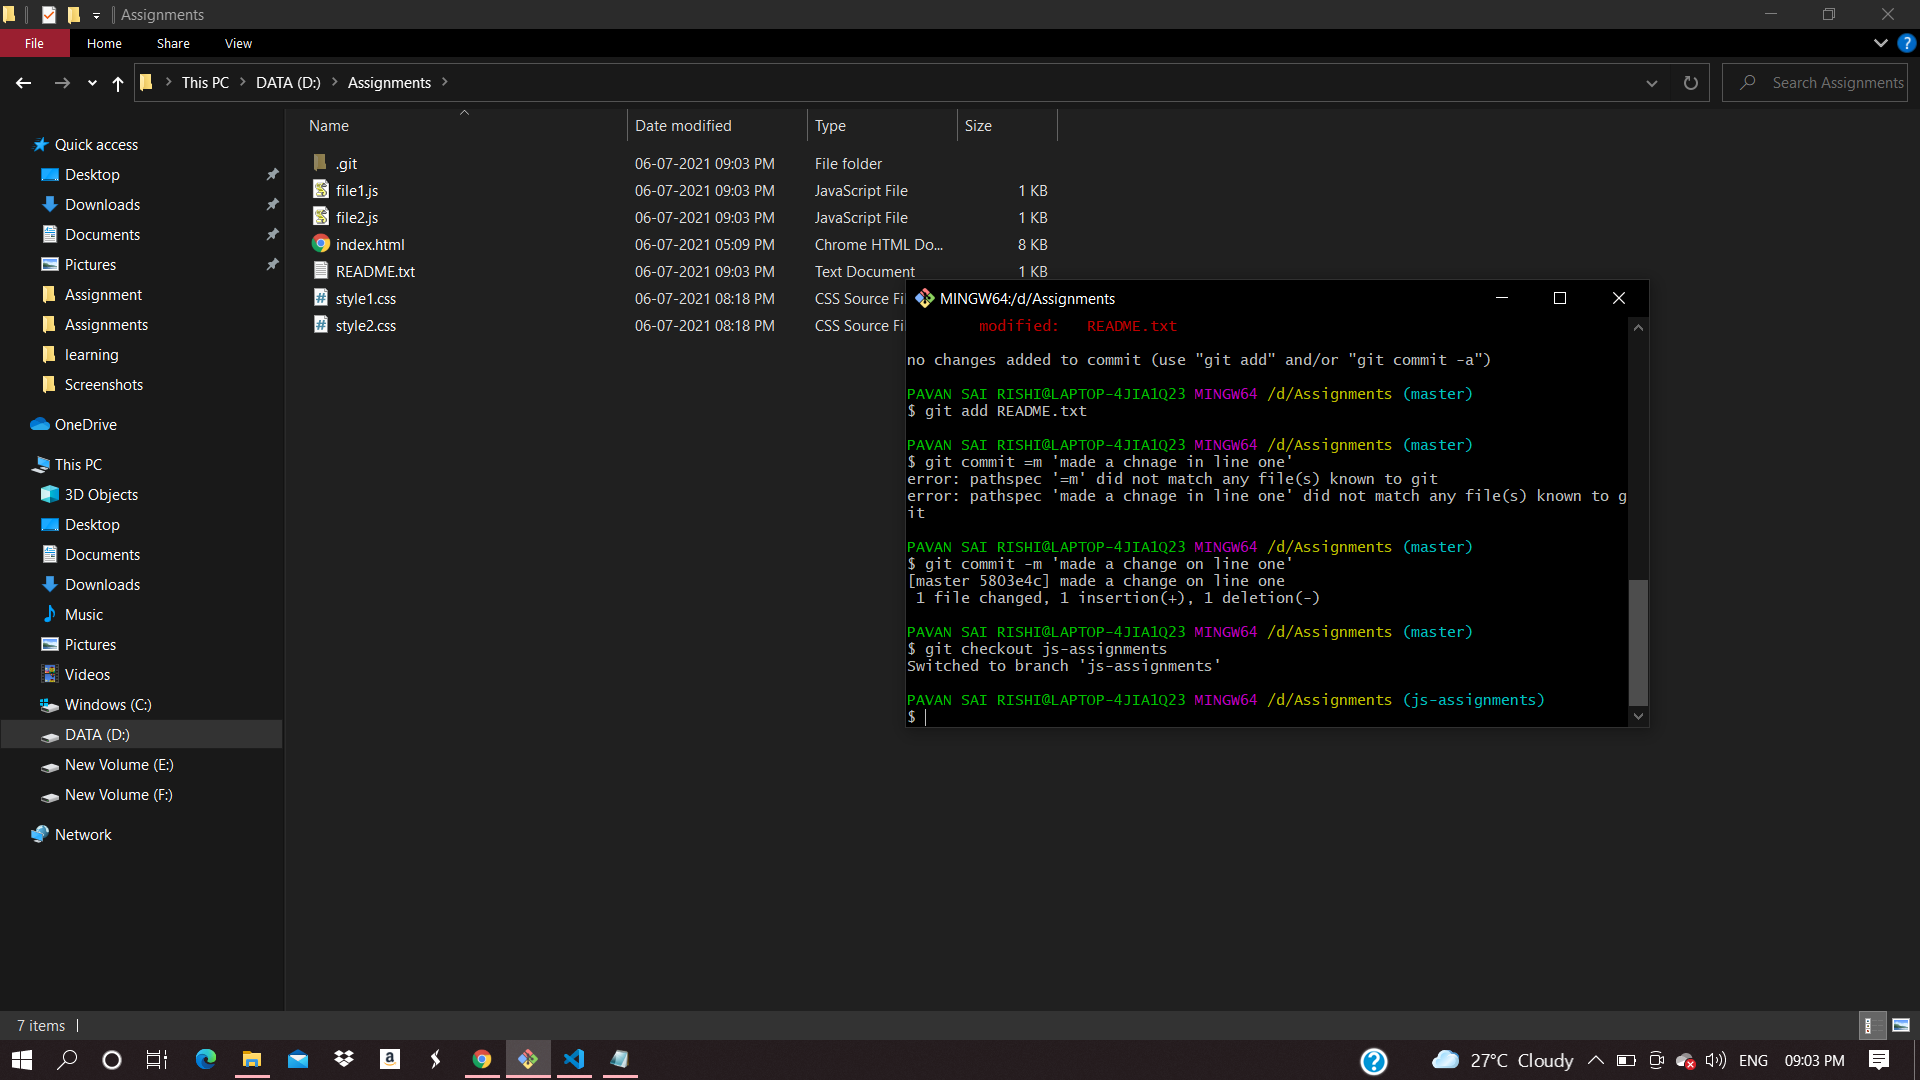 Assignments
File Home Share View
This PC DATA (D:) Assignments
Search Assignments
Name Date modified Type Size
.git 06-07-2021 09:03 PM File folder
file1.js 06-07-2021 09:03 PM JavaScript File 1 KB
file2.js 06-07-2021 09:03 PM JavaScript File 1 KB
index.html 06-07-2021 05:09 PM Chrome HTML Do... 8 KB
README.txt 06-07-2021 09:03 PM Text Document 1 KB
style1.css 06-07-2021 08:18 PM CSS Source Fi
style2.css 06-07-2021 08:18 PM CSS Source Fi
Quick access
Desktop
Downloads
Documents
Pictures
Assignment
Assignments
learning
Screenshots
OneDrive
This PC
3D Objects
Desktop
Documents
Downloads
Music
Pictures
Videos
Windows (C:)
DATA (D:)
New Volume (E:)
New Volume (F:)
Network
MINGW64:/d/Assignments
modified: README.txt
no changes added to commit (use "git add" and/or "git commit -a")
PAVAN SAI RISHI@LAPTOP-4JIA1Q23 MINGW64 /d/Assignments (master)
$ git add README.txt
PAVAN SAI RISHI@LAPTOP-4JIA1Q23 MINGW64 /d/Assignments (master)
$ git commit =m 'made a chnage in line one'
error: pathspec '=m' did not match any file(s) known to git
error: pathspec 'made a chnage in line one' did not match any file(s) known to g
it
PAVAN SAI RISHI@LAPTOP-4JIA1Q23 MINGW64 /d/Assignments (master)
$ git commit -m 'made a change on line one'
[master 5803e4c] made a change on line one
1 file changed, 1 insertion(+), 1 deletion(-)
PAVAN SAI RISHI@LAPTOP-4JIA1Q23 MINGW64 /d/Assignments (master)
$ git checkout js-assignments
Switched to branch 'js-assignments'
PAVAN SAI RISHI@LAPTOP-4JIA1Q23 MINGW64 /d/Assignments (js-assignments)
$
7 items
27°C Cloudy ENG 09:03 PM